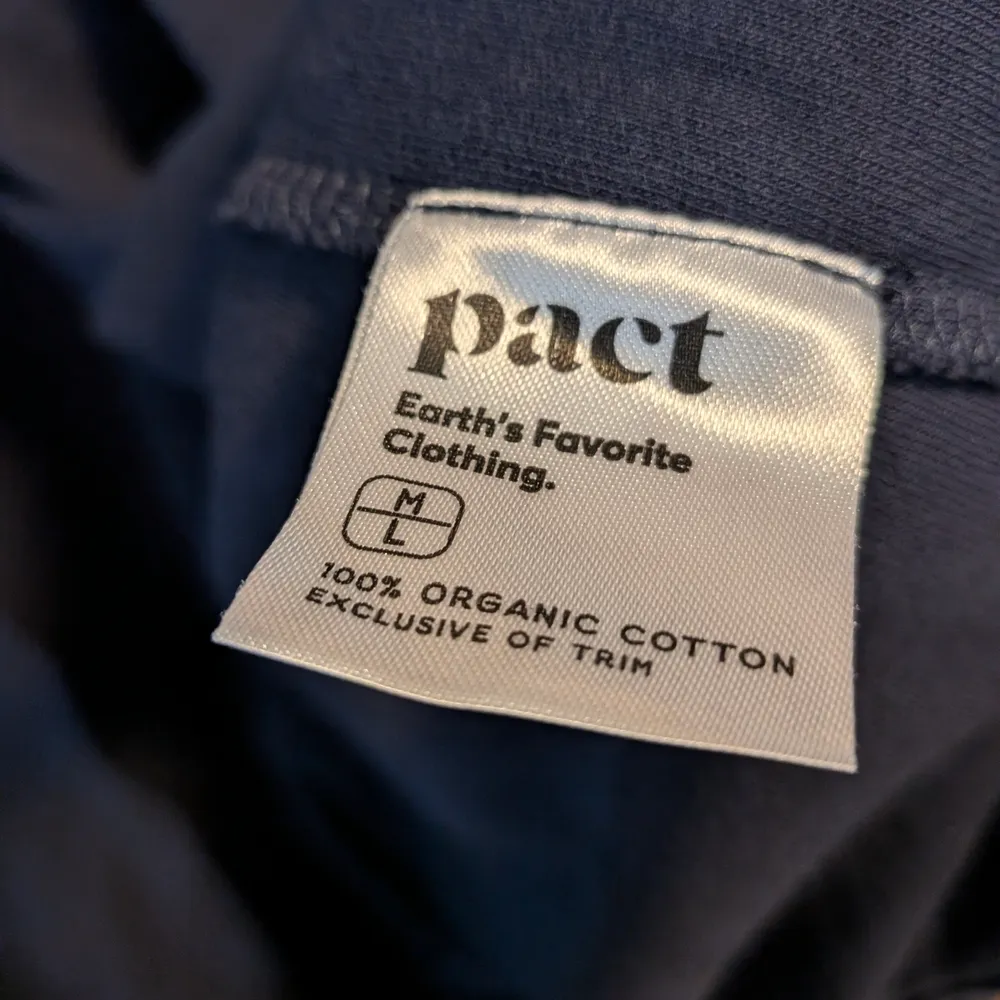 pact
Earth's Favorite
Clothing.
M
L
100% ORGANIC COTTON
EXCLUSIVE OF TRIM